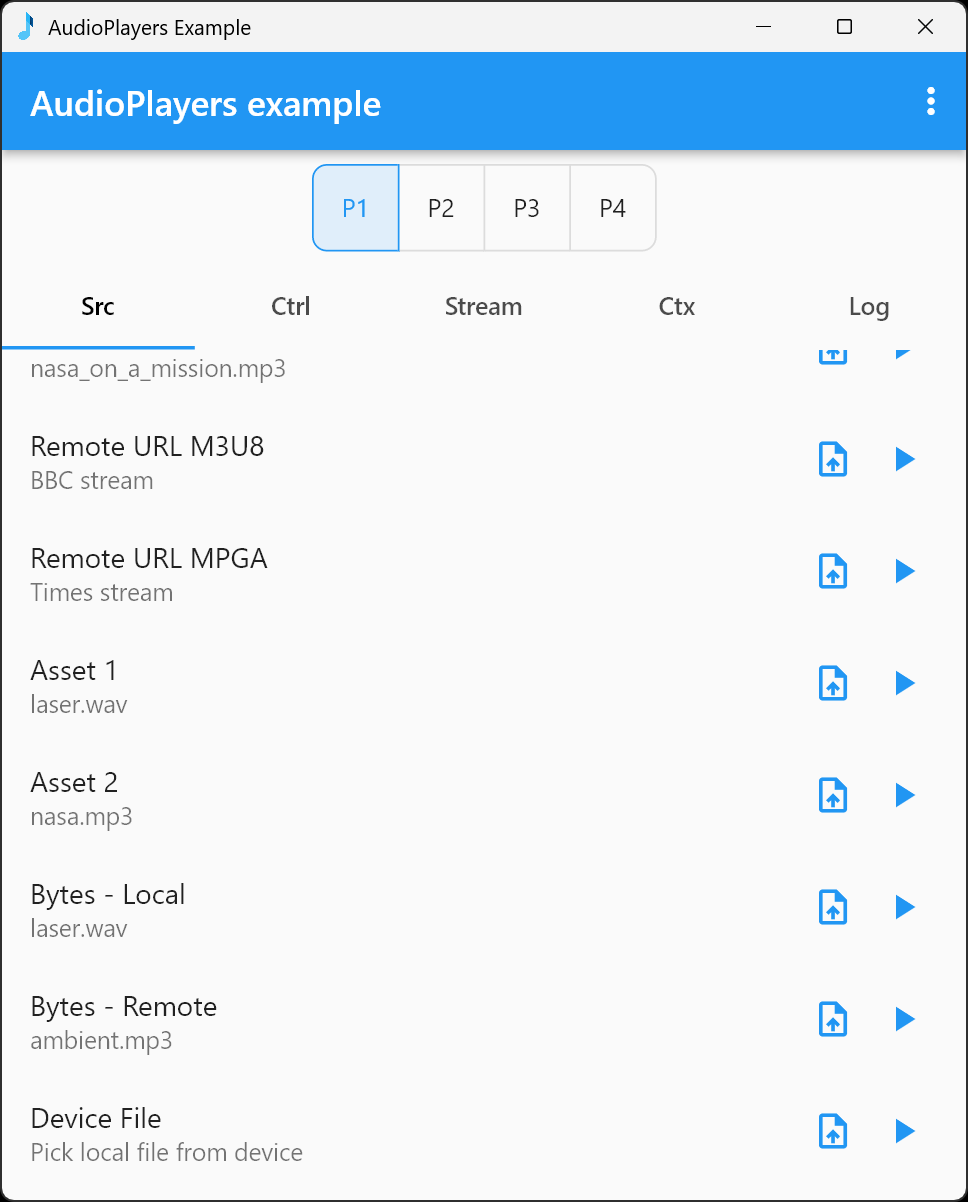 AudioPlayers Example
AudioPlayers example
P1 P2 P3 P4
Src Ctrl Stream Ctx Log
nasa_on_a_mission.mp3
Remote URL M3U8
BBC stream
Remote URL MPGA
Times stream
Asset 1
laser.wav
Asset 2
nasa.mp3
Bytes - Local
laser.wav
Bytes - Remote
ambient.mp3
Device File
Pick local file from device